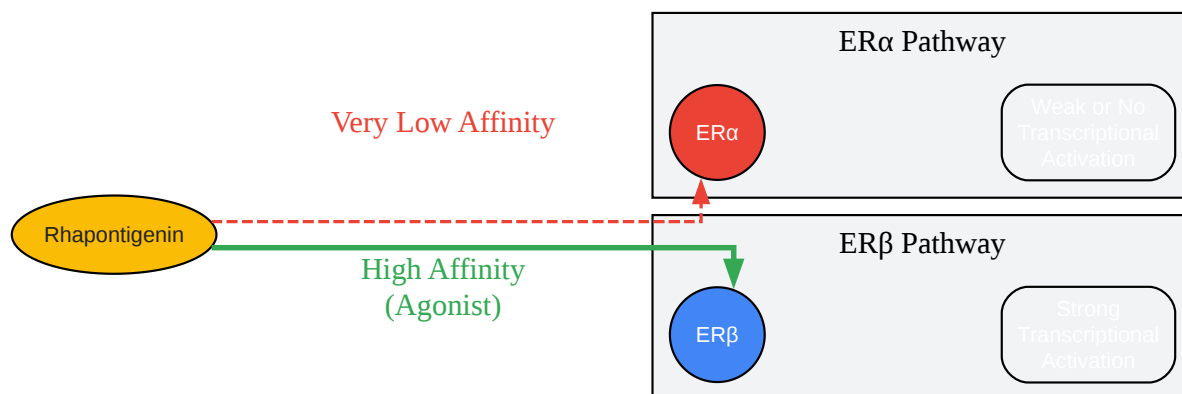 ERα Pathway
Very Low Affinity
ERα
Weak or No
Transcriptional
Activation
Rhapontigenin
ERβ Pathway
High Affinity
(Agonist)
ERβ
Strong
Transcriptional
Activation